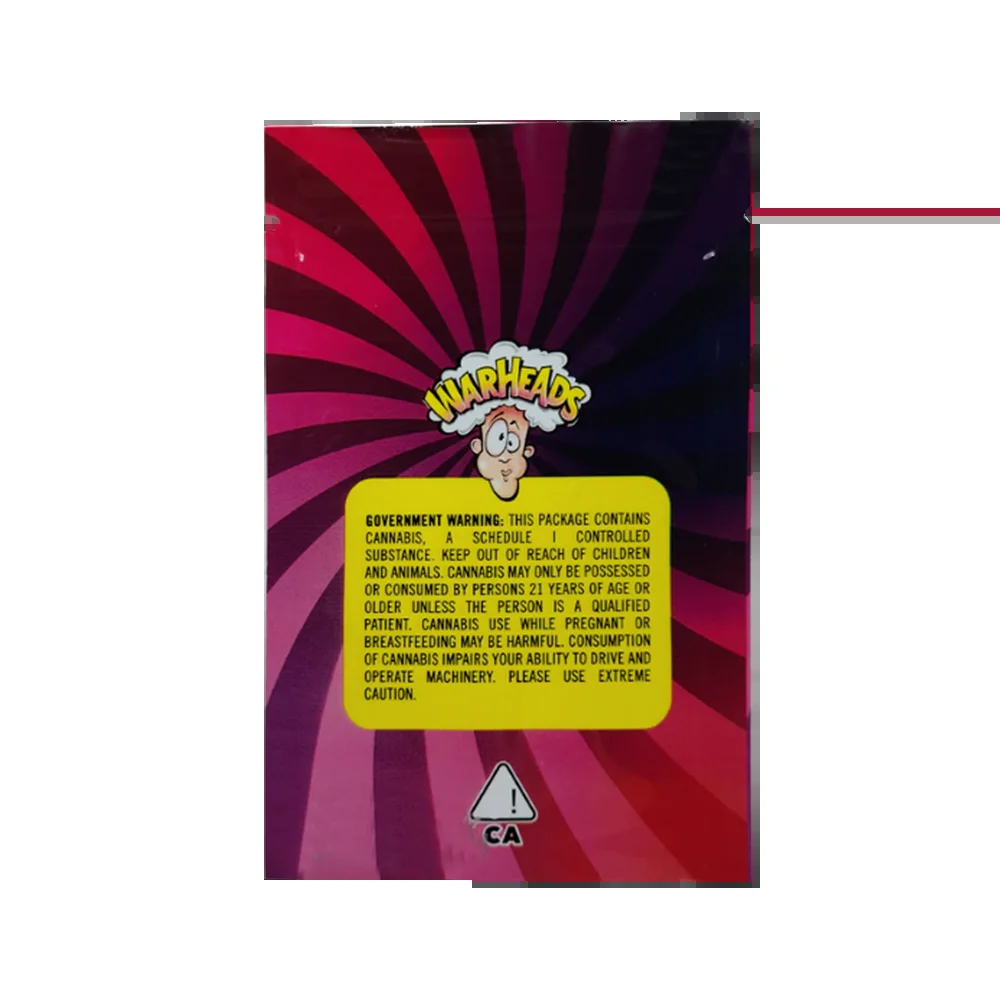 WARHEADS
GOVERNMENT WARNING: THIS PACKAGE CONTAINS
CANNABIS, A SCHEDULE I CONTROLLED
SUBSTANCE. KEEP OUT OF REACH OF CHILDREN
AND ANIMALS. CANNABIS MAY ONLY BE POSSESSED
OR CONSUMED BY PERSONS 21 YEARS OF AGE OR
OLDER UNLESS THE PERSON IS A QUALIFIED
PATIENT. CANNABIS USE WHILE PREGNANT OR
BREASTFEEDING MAY BE HARMFUL. CONSUMPTION
OF CANNABIS IMPAIRS YOUR ABILITY TO DRIVE AND
OPERATE MACHINERY. PLEASE USE EXTREME
CAUTION.
!
CA